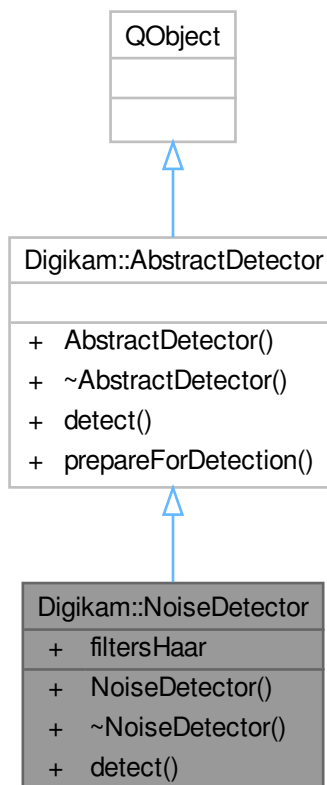 QObject
Digikam::AbstractDetector
+ AbstractDetector()
+ ~AbstractDetector()
+ detect()
+ prepareForDetection()
Digikam::NoiseDetector
+ filtersHaar
+ NoiseDetector()
+ ~NoiseDetector()
+ detect()